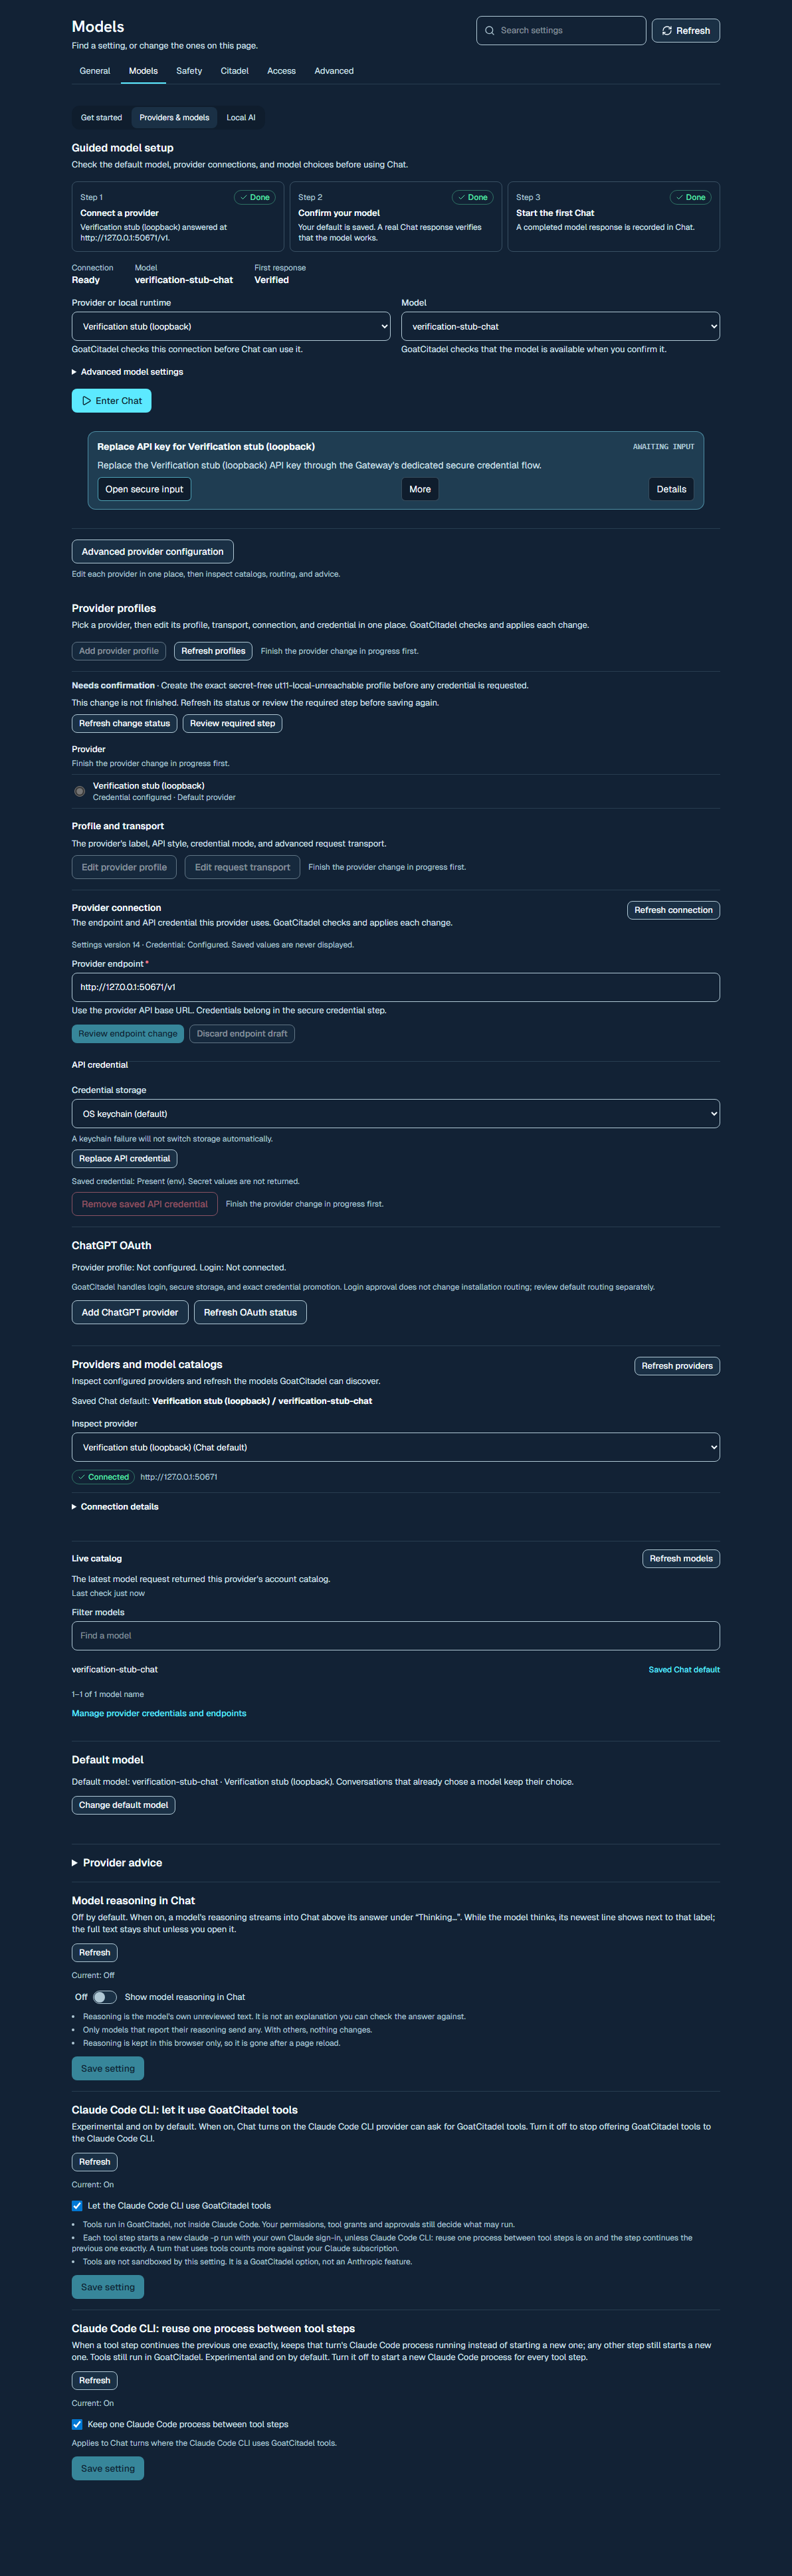 Models
Find a setting, or change the ones on this page.
Search settings
Refresh
General
Models
Safety
Citadel
Access
Advanced
Get started
Providers & models
Local AI
Guided model setup
Check the default model, provider connections, and model choices before using Chat.
Step 1
Done
Connect a provider
Verification stub (loopback) answered at
http://127.0.0.1:50671/v1.
Step 2
Done
Confirm your model
Your default is saved. A real Chat response verifies
that the model works.
Step 3
Done
Start the first Chat
A completed model response is recorded in Chat.
Connection
Ready
Model
verification-stub-chat
First response
Verified
Provider or local runtime
Verification stub (loopback)
GoatCitadel checks this connection before Chat can use it.
Model
verification-stub-chat
GoatCitadel checks that the model is available when you confirm it.
Advanced model settings
Enter Chat
Replace API key for Verification stub (loopback)
AWAITING INPUT
Replace the Verification stub (loopback) API key through the Gateway's dedicated secure credential flow.
Open secure input
More
Details
Advanced provider configuration
Edit each provider in one place, then inspect catalogs, routing, and advice.
Provider profiles
Pick a provider, then edit its profile, transport, connection, and credential in one place. GoatCitadel checks and applies each change.
Add provider profile
Refresh profiles
Finish the provider change in progress first.
Needs confirmation · Create the exact secret-free ut11-local-unreachable profile before any credential is requested.
This change is not finished. Refresh its status or review the required step before saving again.
Refresh change status
Review required step
Provider
Finish the provider change in progress first.
Verification stub (loopback)
Credential configured · Default provider
Profile and transport
The provider's label, API style, credential mode, and advanced request transport.
Edit provider profile
Edit request transport
Finish the provider change in progress first.
Provider connection
Refresh connection
The endpoint and API credential this provider uses. GoatCitadel checks and applies each change.
Settings version 14 · Credential: Configured. Saved values are never displayed.
Provider endpoint*
http://127.0.0.1:50671/v1
Use the provider API base URL. Credentials belong in the secure credential step.
Review endpoint change
Discard endpoint draft
API credential
Credential storage
OS keychain (default)
A keychain failure will not switch storage automatically.
Replace API credential
Saved credential: Present (env). Secret values are not returned.
Remove saved API credential
Finish the provider change in progress first.
ChatGPT OAuth
Provider profile: Not configured. Login: Not connected.
GoatCitadel handles login, secure storage, and exact credential promotion. Login approval does not change installation routing; review default routing separately.
Add ChatGPT provider
Refresh OAuth status
Providers and model catalogs
Refresh providers
Inspect configured providers and refresh the models GoatCitadel can discover.
Saved Chat default: Verification stub (loopback) / verification-stub-chat
Inspect provider
Verification stub (loopback) (Chat default)
Connected
http://127.0.0.1:50671
Connection details
Live catalog
Refresh models
The latest model request returned this provider's account catalog.
Last check just now
Filter models
Find a model
verification-stub-chat
Saved Chat default
1–1 of 1 model name
Manage provider credentials and endpoints
Default model
Default model: verification-stub-chat · Verification stub (loopback). Conversations that already chose a model keep their choice.
Change default model
Provider advice
Model reasoning in Chat
Off by default. When on, a model's reasoning streams into Chat above its answer under "Thinking...". While the model thinks, its newest line shows next to that label;
the full text stays shut unless you open it.
Refresh
Current: Off
Off
Show model reasoning in Chat
• Reasoning is the model's own unreviewed text. It is not an explanation you can check the answer against.
• Only models that report their reasoning send any. With others, nothing changes.
• Reasoning is kept in this browser only, so it is gone after a page reload.
Save setting
Claude Code CLI: let it use GoatCitadel tools
Experimental and on by default. When on, Chat turns on the Claude Code CLI provider can ask for GoatCitadel tools. Turn it off to stop offering GoatCitadel tools to
the Claude Code CLI.
Refresh
Current: On
Let the Claude Code CLI use GoatCitadel tools
• Tools run in GoatCitadel, not inside Claude Code. Your permissions, tool grants and approvals still decide what may run.
• Each tool step starts a new claude -p run with your own Claude sign-in, unless Claude Code CLI: reuse one process between tool steps is on and the step continues the
previous one exactly. A turn that uses tools counts more against your Claude subscription.
• Tools are not sandboxed by this setting. It is a GoatCitadel option, not an Anthropic feature.
Save setting
Claude Code CLI: reuse one process between tool steps
When a tool step continues the previous one exactly, keeps that turn's Claude Code process running instead of starting a new one; any other step still starts a new
one. Tools still run in GoatCitadel. Experimental and on by default. Turn it off to start a new Claude Code process for every tool step.
Refresh
Current: On
Keep one Claude Code process between tool steps
Applies to Chat turns where the Claude Code CLI uses GoatCitadel tools.
Save setting